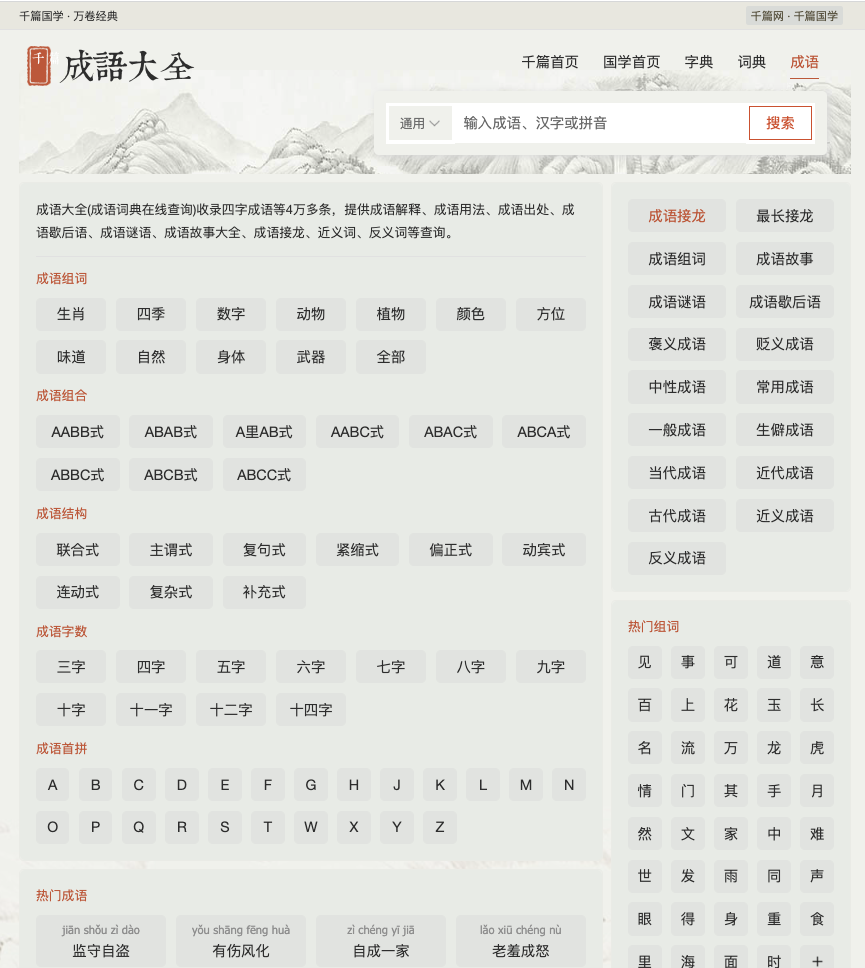 千篇国学 · 万卷经典
千篇网 · 千篇国学
千
成語大全
千篇首页 国学首页 字典 词典 成语
通用 输入成语、汉字或拼音 搜索
成语大全(成语词典在线查询)收录四字成语等4万多条，提供成语解释、成语用法、成语出处、成
语歇后语、成语谜语、成语故事大全、成语接龙、近义词、反义词等查询。
成语组词
生肖 四季 数字 动物 植物 颜色 方位
味道 自然 身体 武器 全部
成语组合
AABB式 ABAB式 A里AB式 AABC式 ABAC式 ABCA式
ABBC式 ABCB式 ABCC式
成语结构
联合式 主谓式 复句式 紧缩式 偏正式 动宾式
连动式 复杂式 补充式
成语字数
三字 四字 五字 六字 七字 八字 九字
十字 十一字 十二字 十四字
成语首拼
A B C D E F G H J K L M N
O P Q R S T W X Y Z
热门成语
jiān shǒu zì dào yǒu shāng fēng huà zì chéng yī jiā lǎo xiū chéng nù
监守自盗 有伤风化 自成一家 老羞成怒
成语接龙 最长接龙
成语组词 成语故事
成语谜语 成语歇后语
褒义成语 贬义成语
中性成语 常用成语
一般成语 生僻成语
当代成语 近代成语
古代成语 近义成语
反义成语
热门组词
见 事 可 道 意
百 上 花 玉 长
名 流 万 龙 虎
情 门 其 手 月
然 文 家 中 难
世 发 雨 同 声
眼 得 身 重 食
里 海 面 时 十